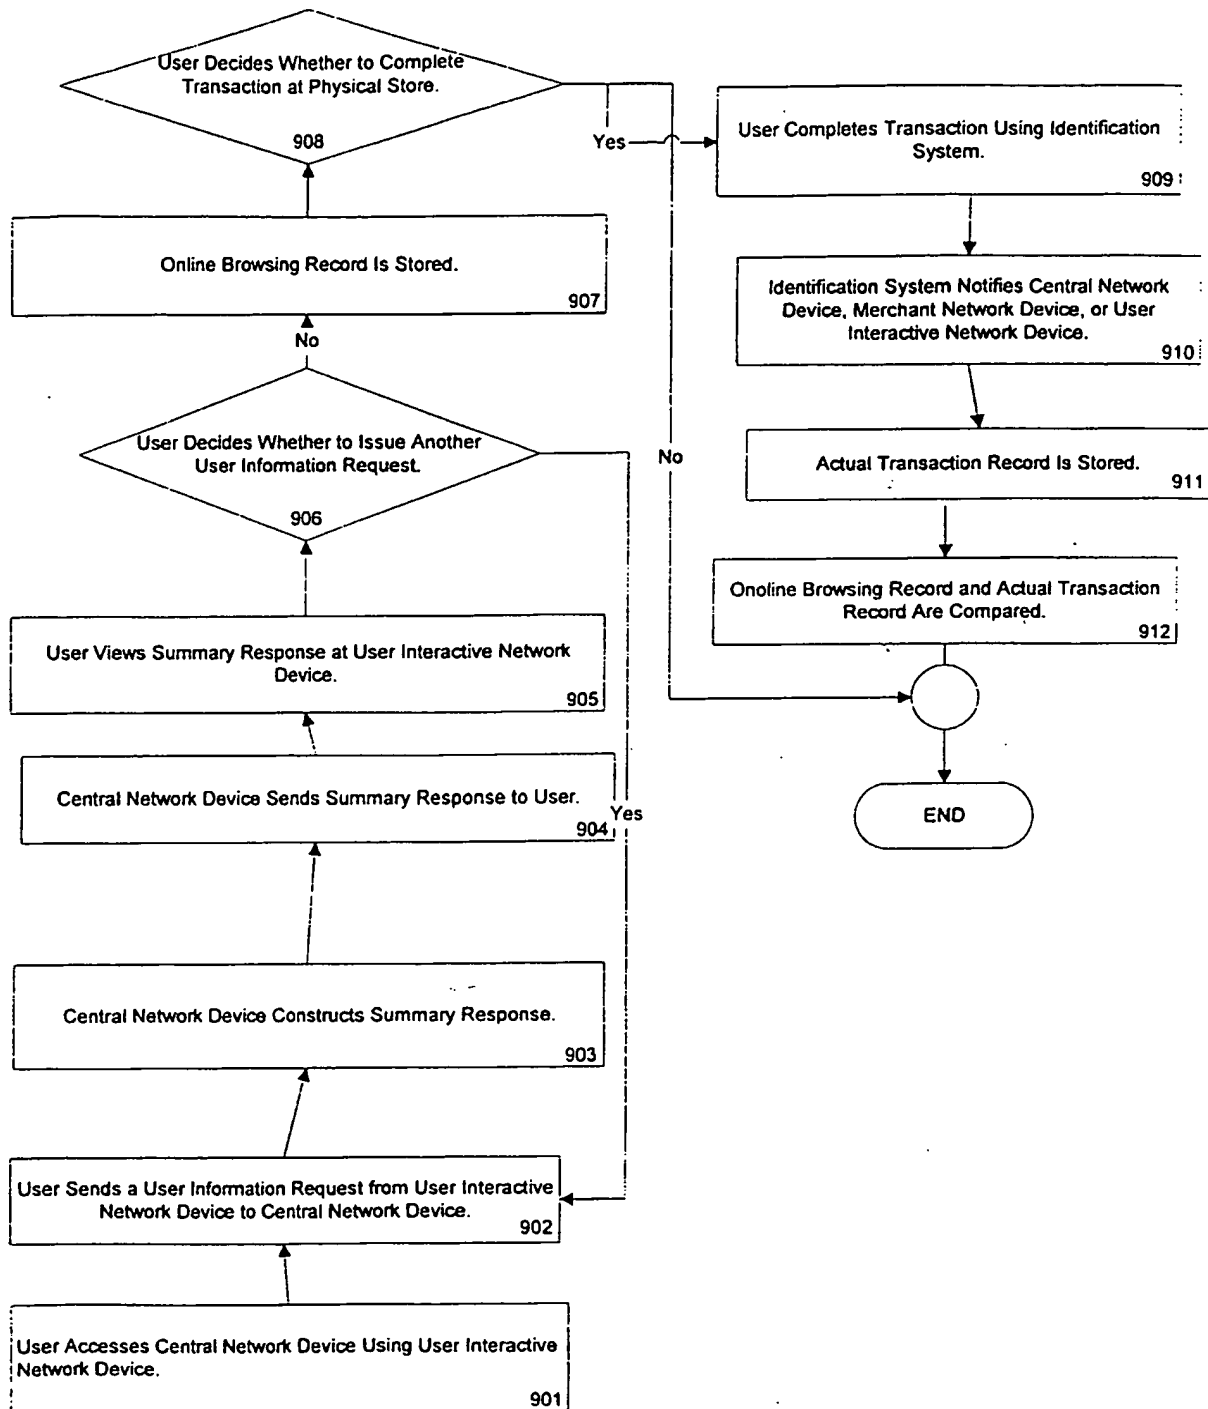 User Decides Whether to Complete
Transaction at Physical Store.
908
Yes
User Completes Transaction Using Identification
System.
909
Online Browsing Record Is Stored.
907
No
Identification System Notifies Central Network
Device, Merchant Network Device, or User
Interactive Network Device.
910
User Decides Whether to Issue Another
User Information Request.
906
No
Actual Transaction Record Is Stored.
911
Onoline Browsing Record and Actual Transaction
Record Are Compared.
912
User Views Summary Response at User Interactive Network
Device.
905
Central Network Device Sends Summary Response to User.
904
Yes
END
Central Network Device Constructs Summary Response.
903
User Sends a User Information Request from User Interactive
Network Device to Central Network Device.
902
User Accesses Central Network Device Using User Interactive
Network Device.
901